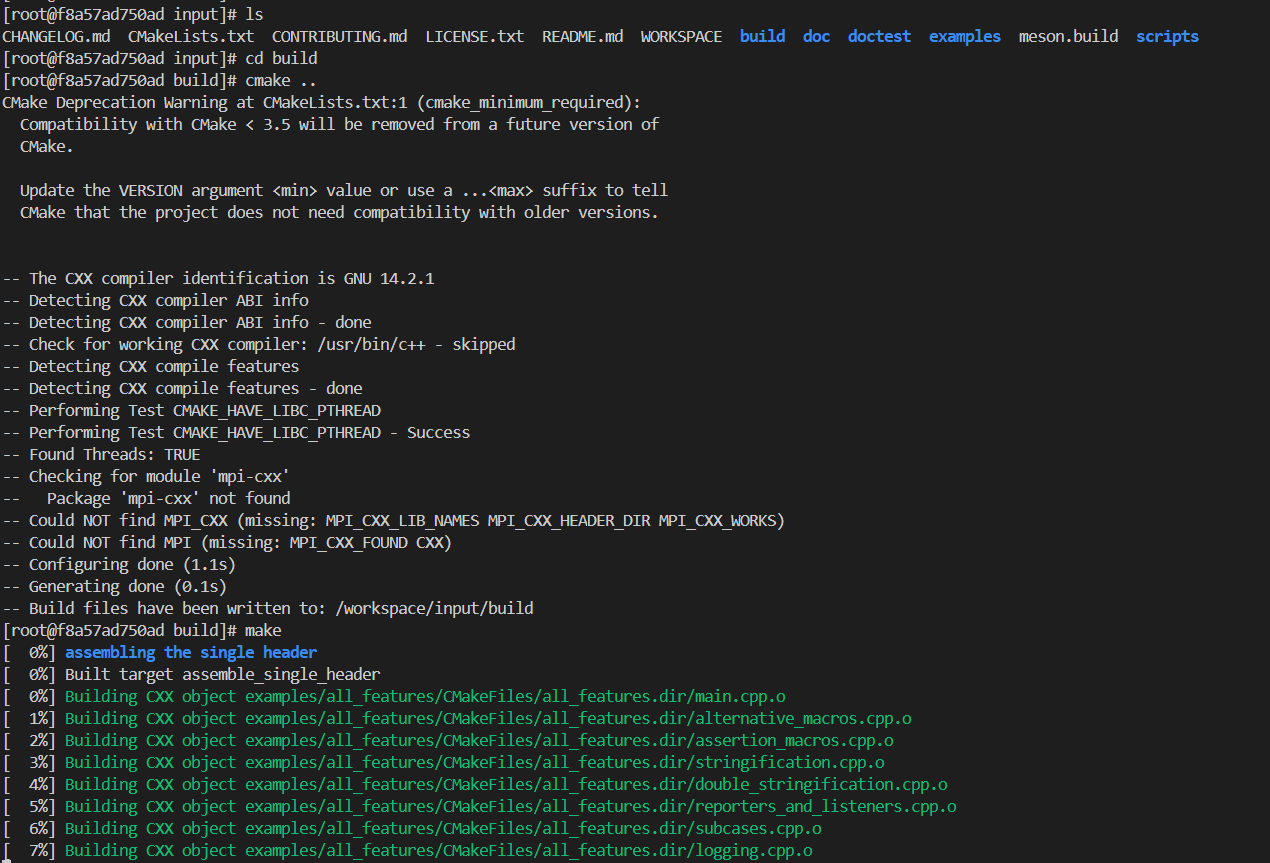 [root@f8a57ad750ad input]# ls
CHANGELOG.md  CMakeLists.txt  CONTRIBUTING.md  LICENSE.txt  README.md  WORKSPACE  build  doc  doctest  examples  meson.build  scripts
[root@f8a57ad750ad input]# cd build
[root@f8a57ad750ad build]# cmake ..
CMake Deprecation Warning at CMakeLists.txt:1 (cmake_minimum_required):
  Compatibility with CMake < 3.5 will be removed from a future version of
  CMake.

  Update the VERSION argument <min> value or use a ...<max> suffix to tell
  CMake that the project does not need compatibility with older versions.


-- The CXX compiler identification is GNU 14.2.1
-- Detecting CXX compiler ABI info
-- Detecting CXX compiler ABI info - done
-- Check for working CXX compiler: /usr/bin/c++ - skipped
-- Detecting CXX compile features
-- Detecting CXX compile features - done
-- Performing Test CMAKE_HAVE_LIBC_PTHREAD
-- Performing Test CMAKE_HAVE_LIBC_PTHREAD - Success
-- Found Threads: TRUE
-- Checking for module 'mpi-cxx'
--   Package 'mpi-cxx' not found
-- Could NOT find MPI_CXX (missing: MPI_CXX_LIB_NAMES MPI_CXX_HEADER_DIR MPI_CXX_WORKS)
-- Could NOT find MPI (missing: MPI_CXX_FOUND CXX)
-- Configuring done (1.1s)
-- Generating done (0.1s)
-- Build files have been written to: /workspace/input/build
[root@f8a57ad750ad build]# make
[  0%] assembling the single header
[  0%] Built target assemble_single_header
[  0%] Building CXX object examples/all_features/CMakeFiles/all_features.dir/main.cpp.o
[  1%] Building CXX object examples/all_features/CMakeFiles/all_features.dir/alternative_macros.cpp.o
[  2%] Building CXX object examples/all_features/CMakeFiles/all_features.dir/assertion_macros.cpp.o
[  3%] Building CXX object examples/all_features/CMakeFiles/all_features.dir/stringification.cpp.o
[  4%] Building CXX object examples/all_features/CMakeFiles/all_features.dir/double_stringification.cpp.o
[  5%] Building CXX object examples/all_features/CMakeFiles/all_features.dir/reporters_and_listeners.cpp.o
[  6%] Building CXX object examples/all_features/CMakeFiles/all_features.dir/subcases.cpp.o
[  7%] Building CXX object examples/all_features/CMakeFiles/all_features.dir/logging.cpp.o